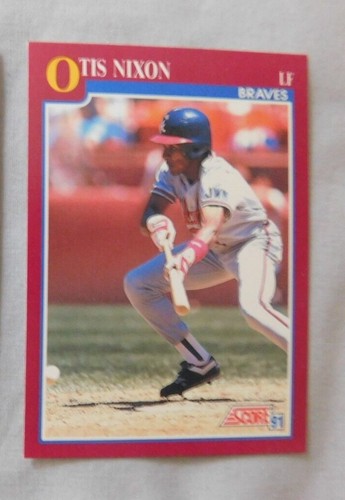 OTIS NIXON
LF
BRAVES
SCORE
91